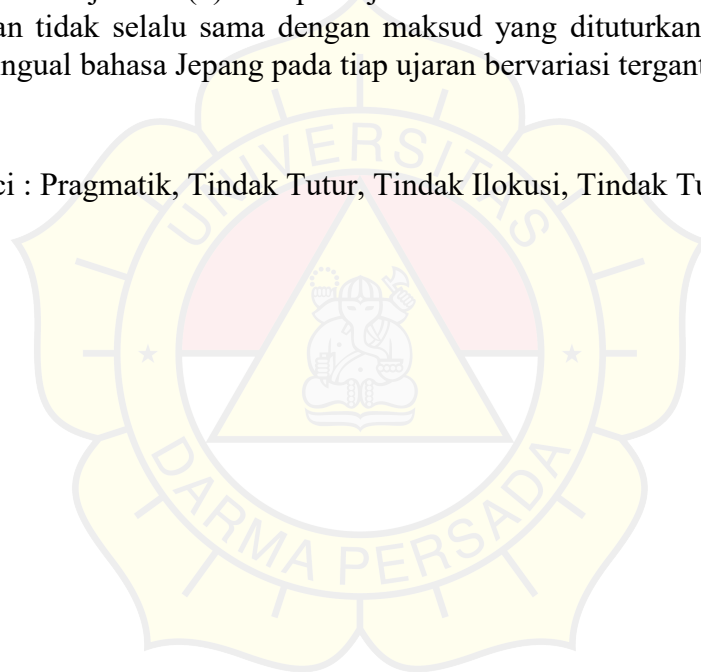 an tidak selalu sama dengan maksud yang dituturkan
ngual bahasa Jepang pada tiap ujaran bervariasi tergant
ci : Pragmatik, Tindak Tutur, Tindak Ilokusi, Tindak Tu
UNIVERSITAS
DARMA PERSADA